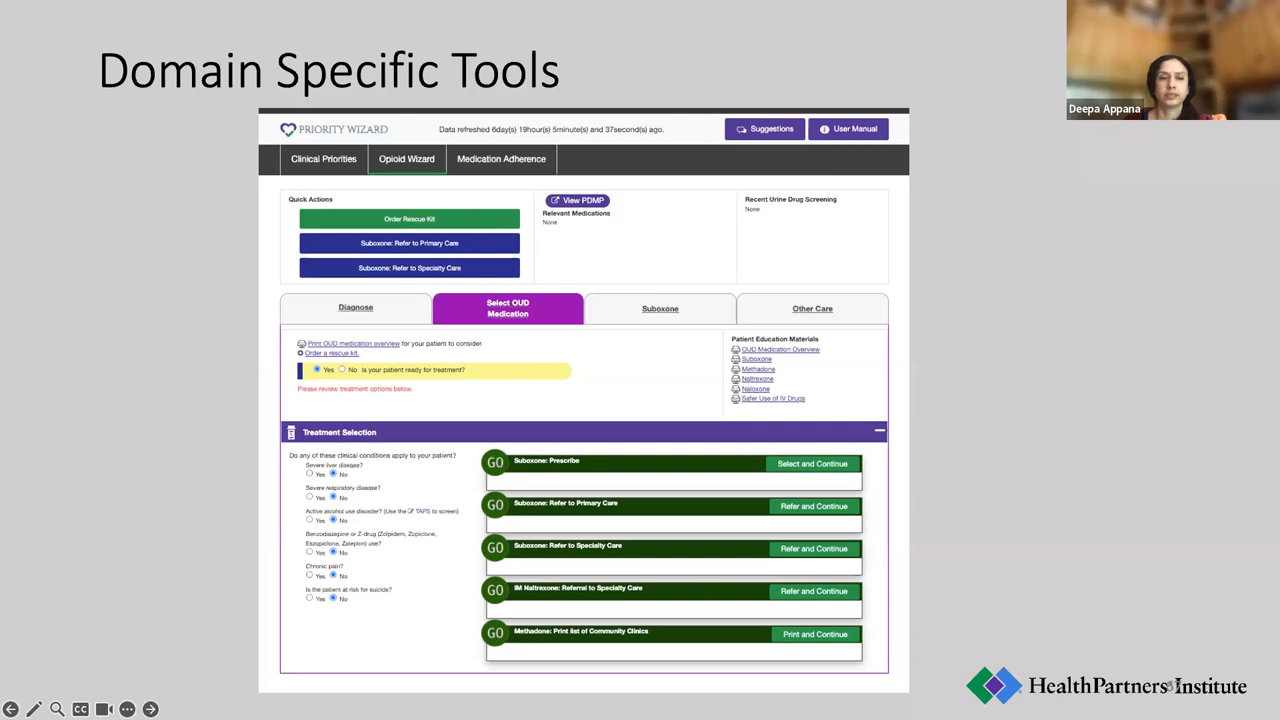 Domain Specific Tools
Deepa Appana
PRIORITY WIZARD
Data refreshed 6day(s) 19hour(s) 5minute(s) and 37second(s) ago.
Suggestions
User Manual
Clinical Priorities
Opioid Wizard
Medication Adherence
Quick Actions
Order Rescue Kit
Suboxone: Refer to Primary Care
Suboxone: Refer to Specialty Care
View PDMP
Relevant Medications
None
Recent Urine Drug Screening
None
Diagnose
Select OUD
Medication
Suboxone
Other Care
Print OUD medication overview for your patient to consider.
Order a rescue kit.
Yes No Is your patient ready for treatment?
Please review treatment options below.
Patient Education Materials
OUD Medication Overview
Suboxone
Methadone
Naltrexone
Naloxone
Safer Use of IV Drugs
Treatment Selection
Do any of these clinical conditions apply to your patient?
Severe liver disease?
Yes No
Severe respiratory disease?
Yes No
Active alcohol use disorder? (Use the TAPS to screen)
Yes No
Benzodiazepine or Z-drug (Zolpidem, Zopiclone,
Eszopiclone, Zaleplon) use?
Yes No
Chronic pain?
Yes No
Is the patient at risk for suicide?
Yes No
GO Suboxone: Prescribe Select and Continue
GO Suboxone: Refer to Primary Care Refer and Continue
GO Suboxone: Refer to Specialty Care Refer and Continue
GO IM Naltrexone: Referral to Specialty Care Refer and Continue
GO Methadone: Print list of Community Clinics Print and Continue
HealthPartners Institute
CC